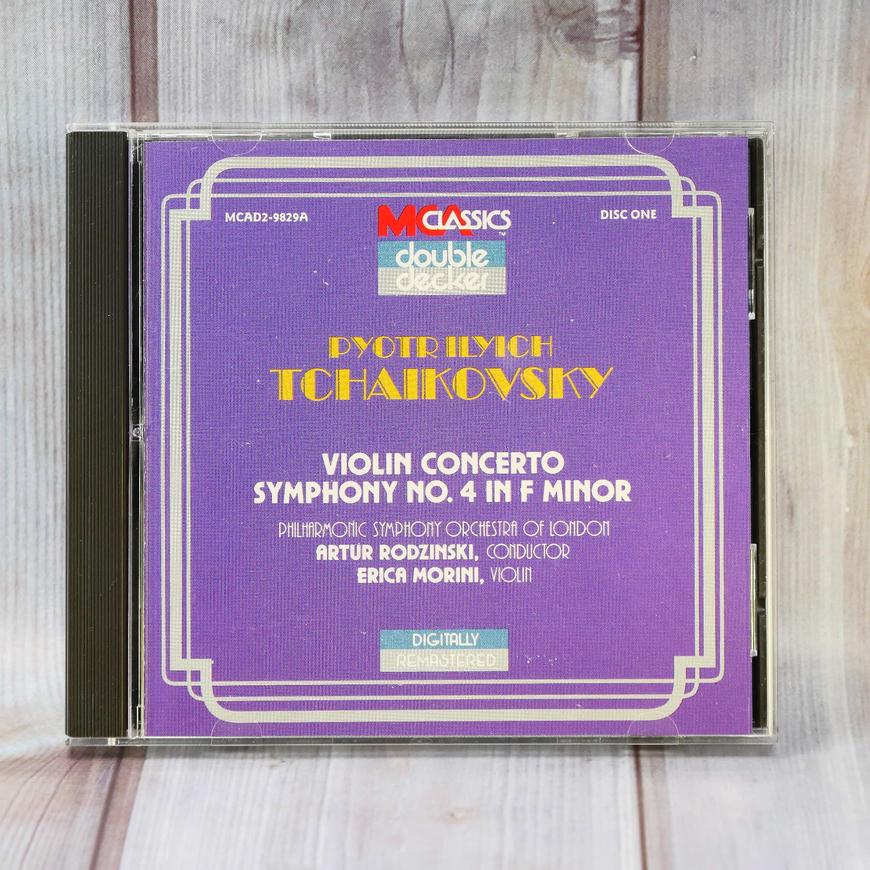 MCAD2-9829A
MCA CLASSICS™
DISC ONE
double
decker
PYOTR ILYICH
TCHAIKOVSKY
VIOLIN CONCERTO
SYMPHONY NO. 4 IN F MINOR
PHILHARMONIC SYMPHONY ORCHESTRA OF LONDON
ARTUR RODZINSKI, CONDUCTOR
ERICA MORINI, VIOLIN
DIGITALLY
REMASTERED